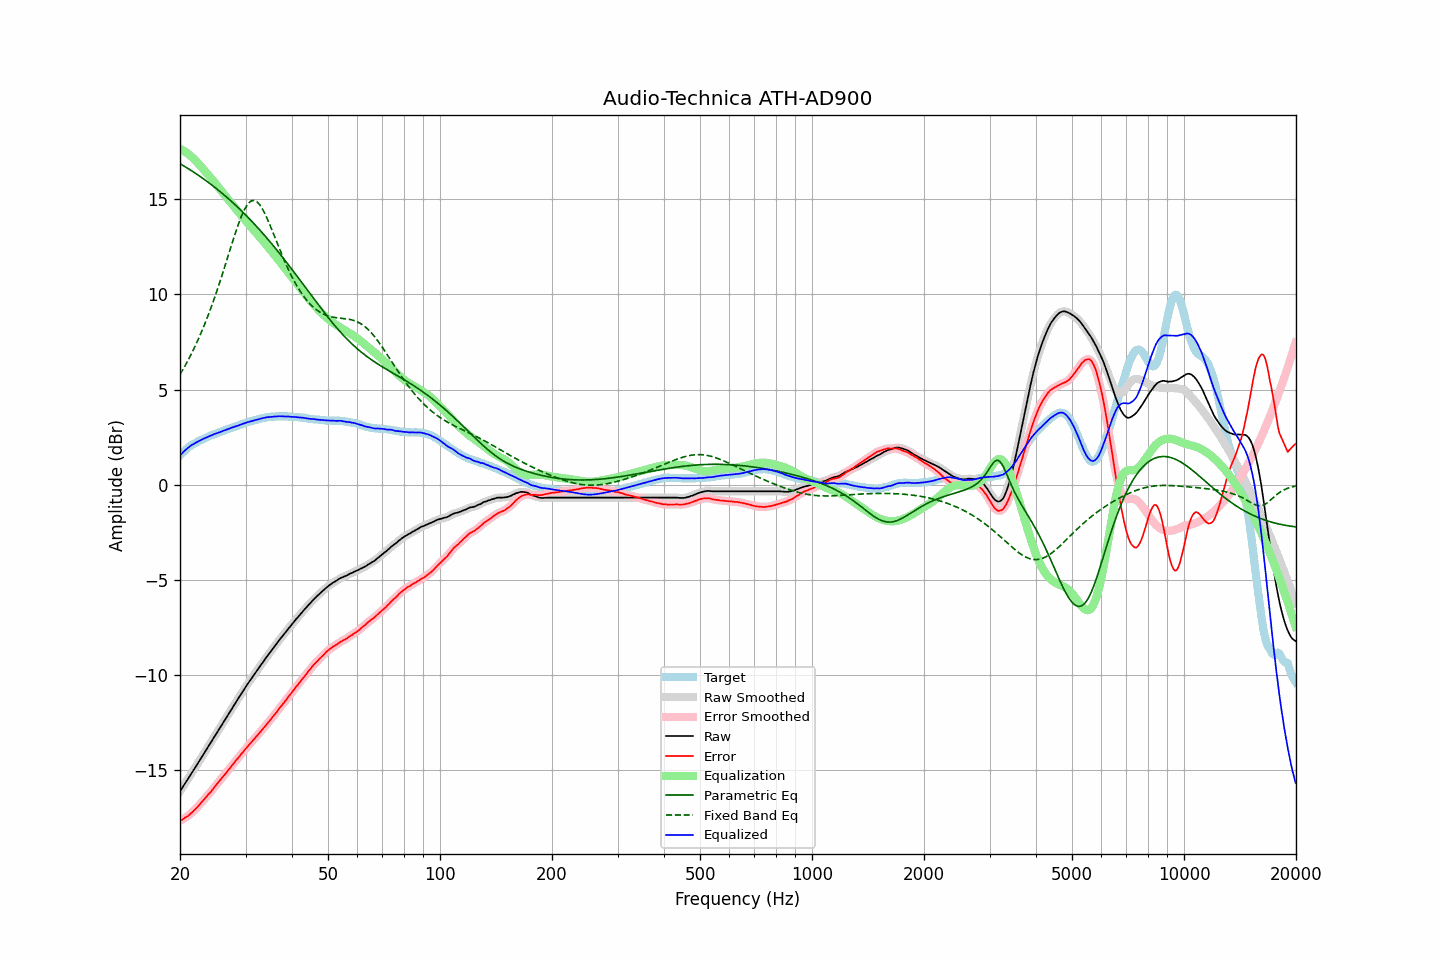 Audio-Technica ATH-AD900
Amplitude (dBr)
15
10
5
0
−5
−10
−15
Target
Raw Smoothed
Error Smoothed
Raw
Error
Equalization
Parametric Eq
Fixed Band Eq
Equalized
20 50 100 200 500 1000 2000 5000 10000 20000
Frequency (Hz)